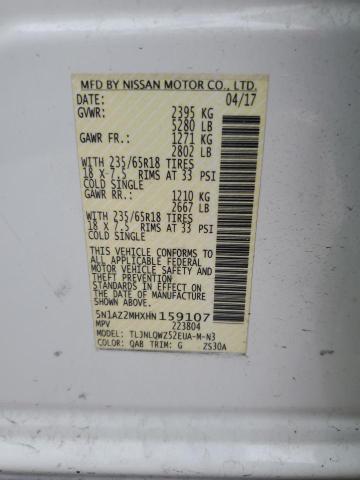 MFD BY NISSAN MOTOR CO., LTD.
DATE: 04/17
GVWR: 2395 KG
5280 LB
GAWR FR.: 1271 KG
2802 LB
WITH 235/65R18 TIRES
18 X 7.5 RIMS AT 33 PSI
COLD SINGLE
GAWR RR.: 1210 KG
2667 LB
WITH 235/65R18 TIRES
18 X 7.5 RIMS AT 33 PSI
COLD SINGLE
THIS VEHICLE CONFORMS TO ALL
APPLICABLE U.S. FEDERAL MOTOR
VEHICLE SAFETY, BUMPER, AND
THEFT PREVENTION
STANDARDS IN EFFECT ON THE
DATE OF MANUFACTURE SHOWN
ABOVE.
5N1AZ2MHXHN159107
MPV 223804
MODEL: TLJNLQWZ52EUA-M-N3
COLOR: QAB TRIM: G ZS30A